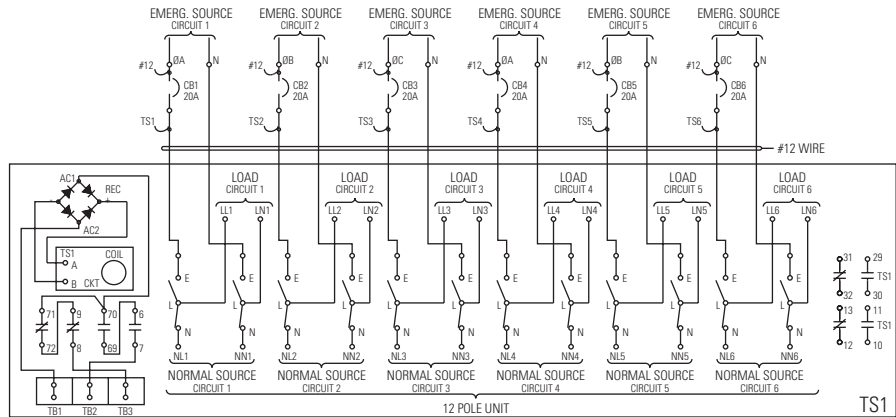 EMERG. SOURCE EMERG. SOURCE EMERG. SOURCE EMERG. SOURCE EMERG. SOURCE EMERG. SOURCE
CIRCUIT 1 CIRCUIT 2 CIRCUIT 3 CIRCUIT 4 CIRCUIT 5 CIRCUIT 6
#12 ØA N #12 ØB N #12 ØC N #12 ØA N #12 ØB N #12 ØC N
CB1 CB2 CB3 CB4 CB5 CB6
20A 20A 20A 20A 20A 20A
TS1 TS2 TS3 TS4 TS5 TS6
#12 WIRE
AC1 REC
- +
AC2
TS1 COIL
A
B CKT
71 9 70 6
72 8 69 7
TB1 TB2 TB3
LOAD LOAD LOAD LOAD LOAD LOAD
CIRCUIT 1 CIRCUIT 2 CIRCUIT 3 CIRCUIT 4 CIRCUIT 5 CIRCUIT 6
LL1 LN1 LL2 LN2 LL3 LN3 LL4 LN4 LL5 LN5 LL6 LN6
E E E E E E E E E E E E
L L L L L L L L L L L L
N N N N N N N N N N N N
NL1 NN1 NL2 NN2 NL3 NN3 NL4 NN4 NL5 NN5 NL6 NN6
NORMAL SOURCE NORMAL SOURCE NORMAL SOURCE NORMAL SOURCE NORMAL SOURCE NORMAL SOURCE
CIRCUIT 1 CIRCUIT 2 CIRCUIT 3 CIRCUIT 4 CIRCUIT 5 CIRCUIT 6
12 POLE UNIT
31 29
TS1
32 30
13 11
TS1
12 10
TS1